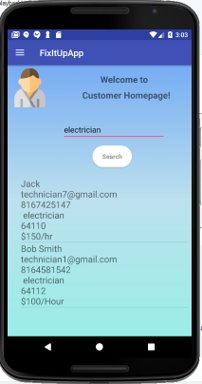 3:03
FixItUpApp
Welcome to
Customer Homepage!
electrician
Search
Jack
technician7@gmail.com
8167425147
electrician
64110
$150/hr
Bob Smith
technician1@gmail.com
8164581542
electrician
64112
$100/Hour